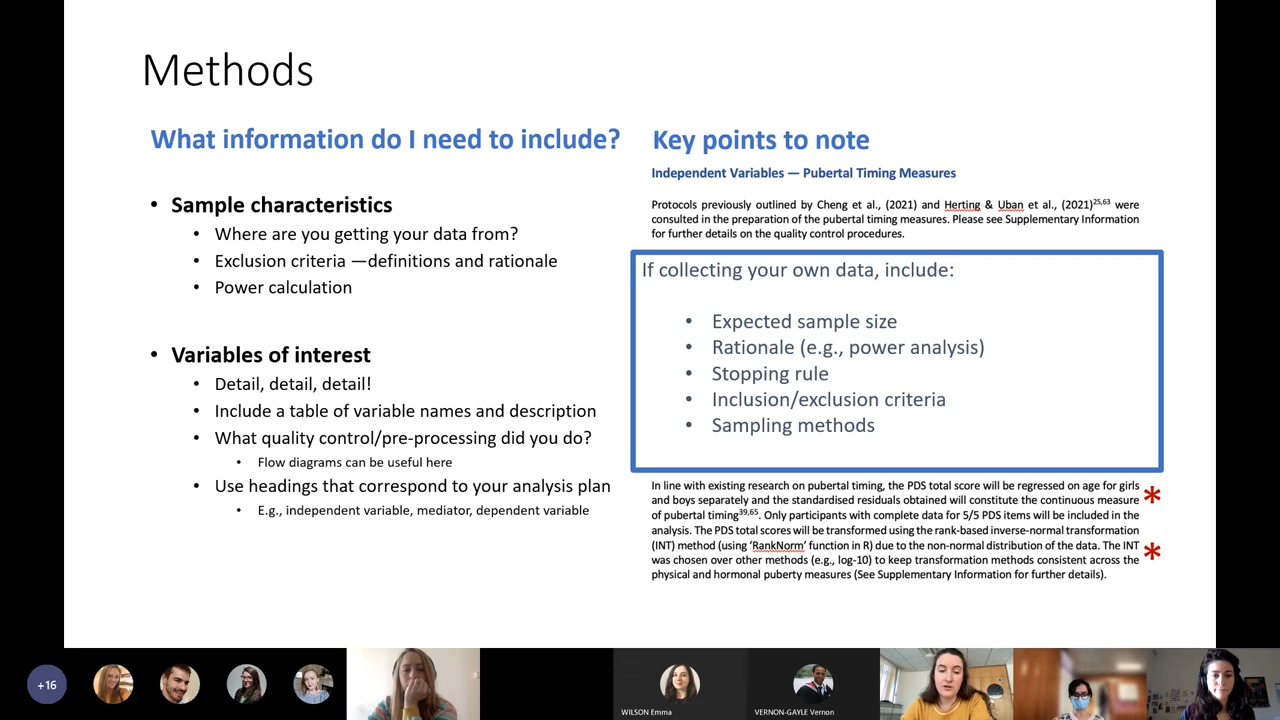 Methods
What information do I need to include?
• Sample characteristics
• Where are you getting your data from?
• Exclusion criteria —definitions and rationale
• Power calculation
• Variables of interest
• Detail, detail, detail!
• Include a table of variable names and description
• What quality control/pre-processing did you do?
• Flow diagrams can be useful here
• Use headings that correspond to your analysis plan
• E.g., independent variable, mediator, dependent variable
Key points to note
Independent Variables — Pubertal Timing Measures
Protocols previously outlined by Cheng et al., (2021) and Herting & Uban et al., (2021)25,63 were
consulted in the preparation of the pubertal timing measures. Please see Supplementary Information
for further details on the quality control procedures.
If collecting your own data, include:
• Expected sample size
• Rationale (e.g., power analysis)
• Stopping rule
• Inclusion/exclusion criteria
• Sampling methods
In line with existing research on pubertal timing, the PDS total score will be regressed on age for girls
and boys separately and the standardised residuals obtained will constitute the continuous measure *
of pubertal timing39,65. Only participants with complete data for 5/5 PDS items will be included in the
analysis. The PDS total scores will be transformed using the rank-based inverse-normal transformation
(INT) method (using ‘RankNorm’ function in R) due to the non-normal distribution of the data. The INT *
was chosen over other methods (e.g., log-10) to keep transformation methods consistent across the
physical and hormonal puberty measures (See Supplementary Information for further details).
+16
WILSON Emma
VERNON-GAYLE Vernon